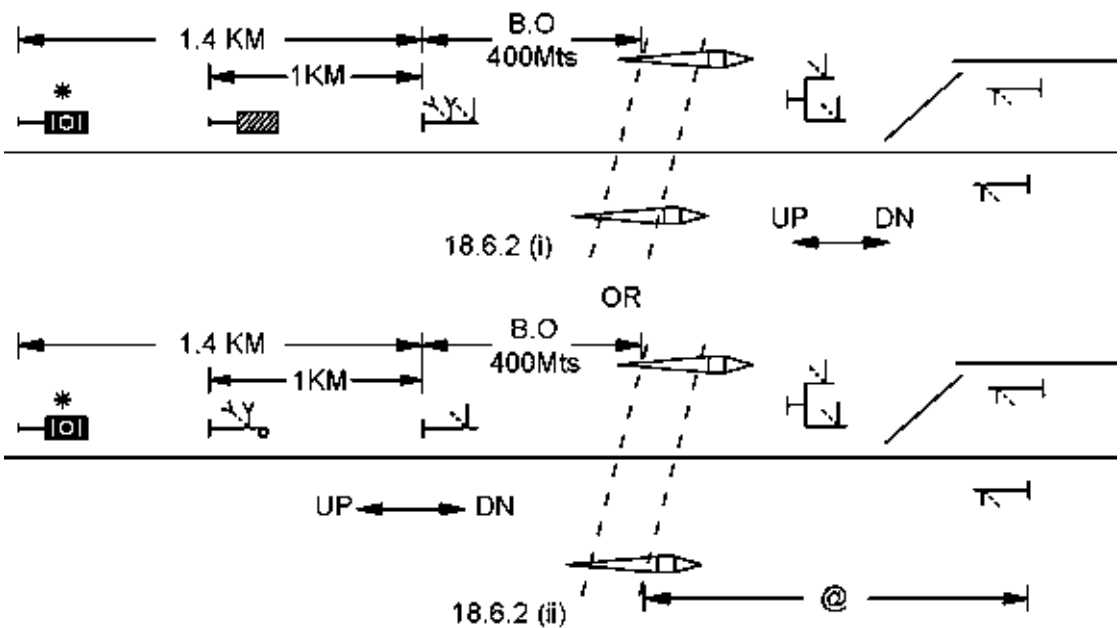 1.4 KM
B.O
400Mts
1KM
*
18.6.2 (i)
UP DN
OR
1.4 KM
B.O
400Mts
1KM
*
UP DN
18.6.2 (ii)
@